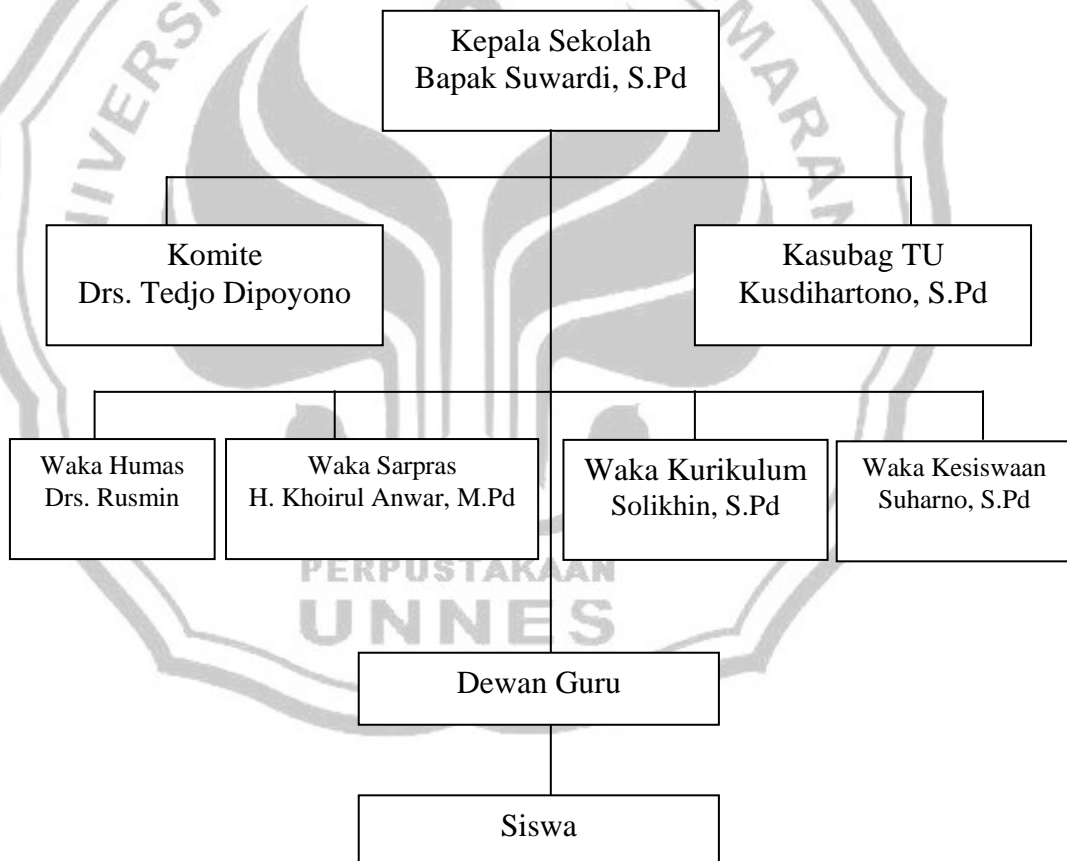 Kepala Sekolah
Bapak Suwardi, S.Pd
Komite
Drs. Tedjo Dipoyono
Kasubag TU
Kusdihartono, S.Pd
Waka Humas
Drs. Rusmin
Waka Sarpras
H. Khoirul Anwar, M.Pd
Waka Kurikulum
Solikhin, S.Pd
Waka Kesiswaan
Suharno, S.Pd
PERPUSTAKAAN
UNNES
Dewan Guru
Siswa